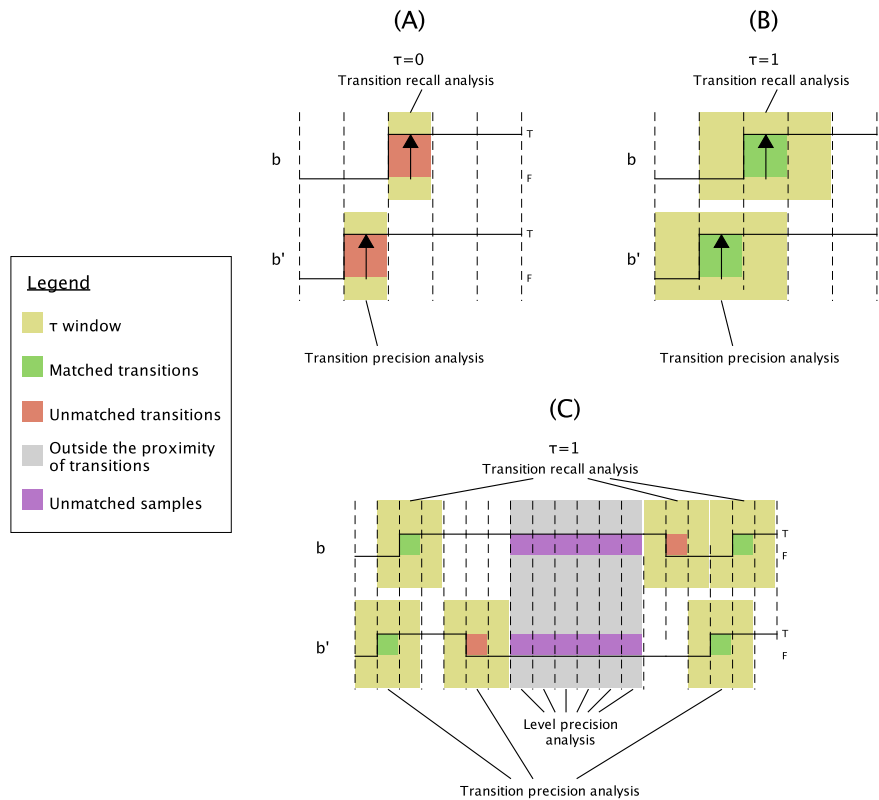 (A)
τ=0
Transition recall analysis
b
T
F
b'
T
F
Transition precision analysis
(B)
τ=1
Transition recall analysis
b
b'
Transition precision analysis
Legend
τ window
Matched transitions
Unmatched transitions
Outside the proximity
of transitions
Unmatched samples
(C)
τ=1
Transition recall analysis
b
T
F
b'
T
F
Level precision
analysis
Transition precision analysis